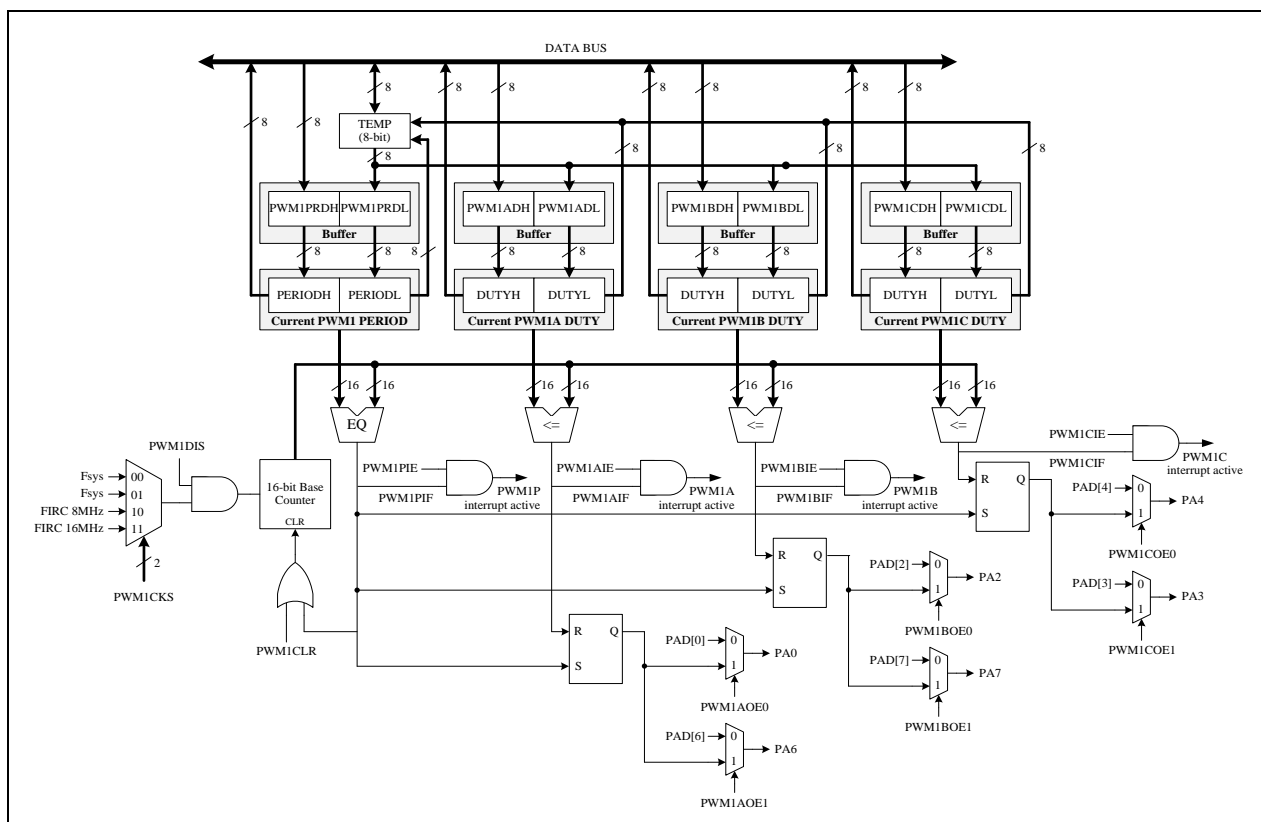 DATA BUS
8
8
8
8
8
8
8
8
8
8
8
8
8
8
TEMP
(8-bit)
8
PWM1PRDH
PWM1PRDL
Buffer
PWM1ADH
PWM1ADL
Buffer
PWM1BDH
PWM1BDL
Buffer
PWM1CDH
PWM1CDL
Buffer
8
8
8
8
8
8
8
8
8
PERIODH
PERIODL
Current PWM1 PERIOD
DUTYH
DUTYL
Current PWM1A DUTY
DUTYH
DUTYL
Current PWM1B DUTY
DUTYH
DUTYL
Current PWM1C DUTY
16
16
16
16
16
16
16
16
EQ
<=
<=
<=
PWM1DIS
Fsys
Fsys
FIRC 8MHz
FIRC 16MHz
00
01
10
11
2
PWM1CKS
16-bit Base
Counter
CLR
PWM1CLR
PWM1PIE
PWM1PIF
PWM1P
interrupt active
PWM1AIE
PWM1AIF
PWM1A
interrupt active
PWM1BIE
PWM1BIF
PWM1B
interrupt active
PWM1CIE
PWM1CIF
PWM1C
interrupt active
R
Q
S
PAD[4]
0
1
PA4
PWM1COE0
PAD[3]
0
1
PA3
PWM1COE1
R
Q
S
PAD[2]
0
1
PA2
PWM1BOE0
PAD[7]
0
1
PA7
PWM1BOE1
R
Q
S
PAD[0]
0
1
PA0
PWM1AOE0
PAD[6]
0
1
PA6
PWM1AOE1